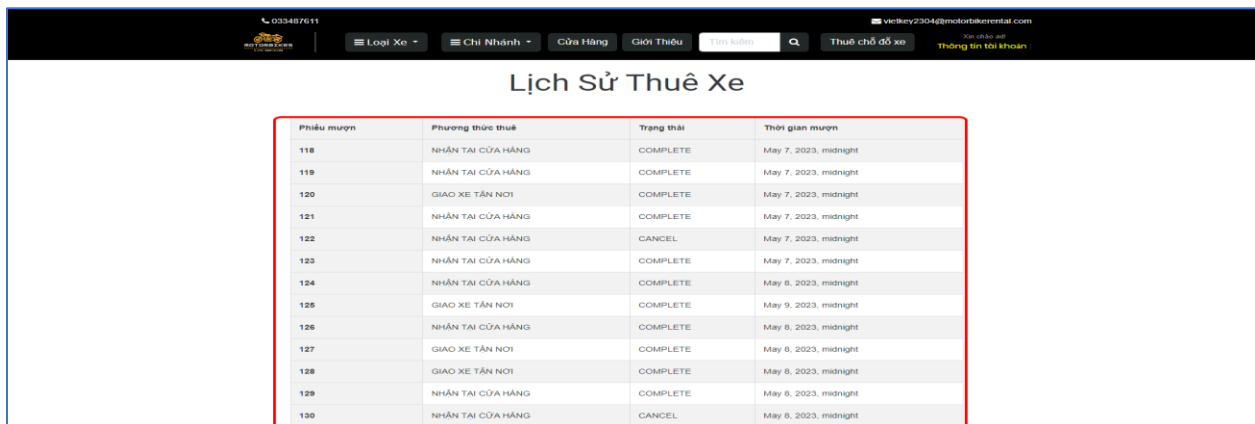 033487611 vietkey2304@motorbikerental.com
MOTORBIKES Loại Xe Chi Nhánh Cửa Hàng Giới Thiệu Tìm kiếm Thuê chỗ đỗ xe Xin chào ad!
Thông tin tài khoản
Lịch Sử Thuê Xe
Phiếu mượn Phương thức thuê Trạng thái Thời gian mượn
118 NHẬN TẠI CỬA HÀNG COMPLETE May 7, 2023, midnight
119 NHẬN TẠI CỬA HÀNG COMPLETE May 7, 2023, midnight
120 GIAO XE TẬN NƠI COMPLETE May 7, 2023, midnight
121 NHẬN TẠI CỬA HÀNG COMPLETE May 7, 2023, midnight
122 NHẬN TẠI CỬA HÀNG CANCEL May 7, 2023, midnight
123 NHẬN TẠI CỬA HÀNG COMPLETE May 7, 2023, midnight
124 NHẬN TẠI CỬA HÀNG COMPLETE May 8, 2023, midnight
125 GIAO XE TẬN NƠI COMPLETE May 9, 2023, midnight
126 NHẬN TẠI CỬA HÀNG COMPLETE May 8, 2023, midnight
127 GIAO XE TẬN NƠI COMPLETE May 8, 2023, midnight
128 GIAO XE TẬN NƠI COMPLETE May 8, 2023, midnight
129 NHẬN TẠI CỬA HÀNG COMPLETE May 8, 2023, midnight
130 NHẬN TẠI CỬA HÀNG CANCEL May 8, 2023, midnight